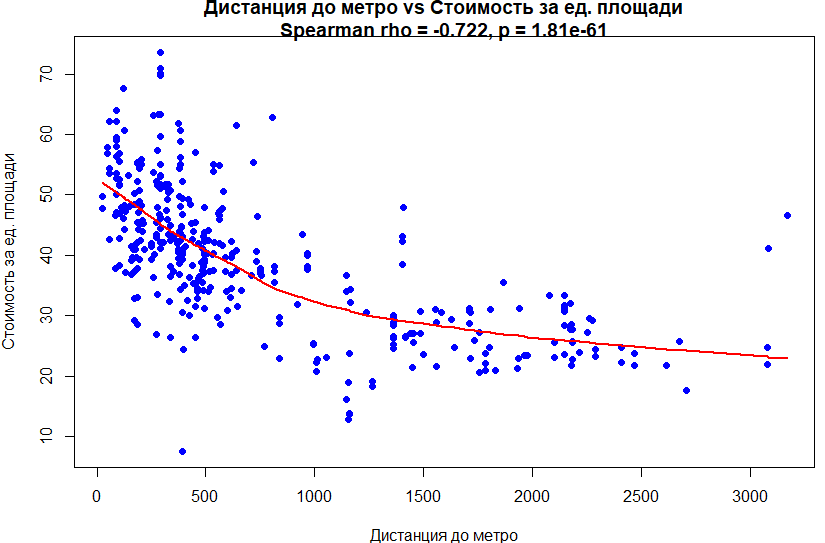 Дистанция до метро vs Стоимость за ед. площади
Spearman rho = -0.722, p = 1.81e-61
Стоимость за ед. площади
70
60
50
40
30
20
10
0 500 1000 1500 2000 2500 3000
Дистанция до метро